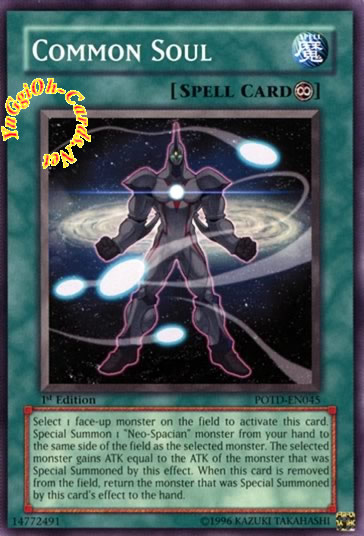 COMMON SOUL
魔
[SPELL CARD∞]
YuGgiOh-Cards.Net
1st Edition
POTD-EN045
Select 1 face-up monster on the field to activate this card.
Special Summon 1 "Neo-Spacian" monster from your hand to
the same side of the field as the selected monster. The selected
monster gains ATK equal to the ATK of the monster that was
Special Summoned by this effect. When this card is removed
from the field, return the monster that was Special Summoned
by this card's effect to the hand.
14772491
©1996 KAZUKI TAKAHASHI